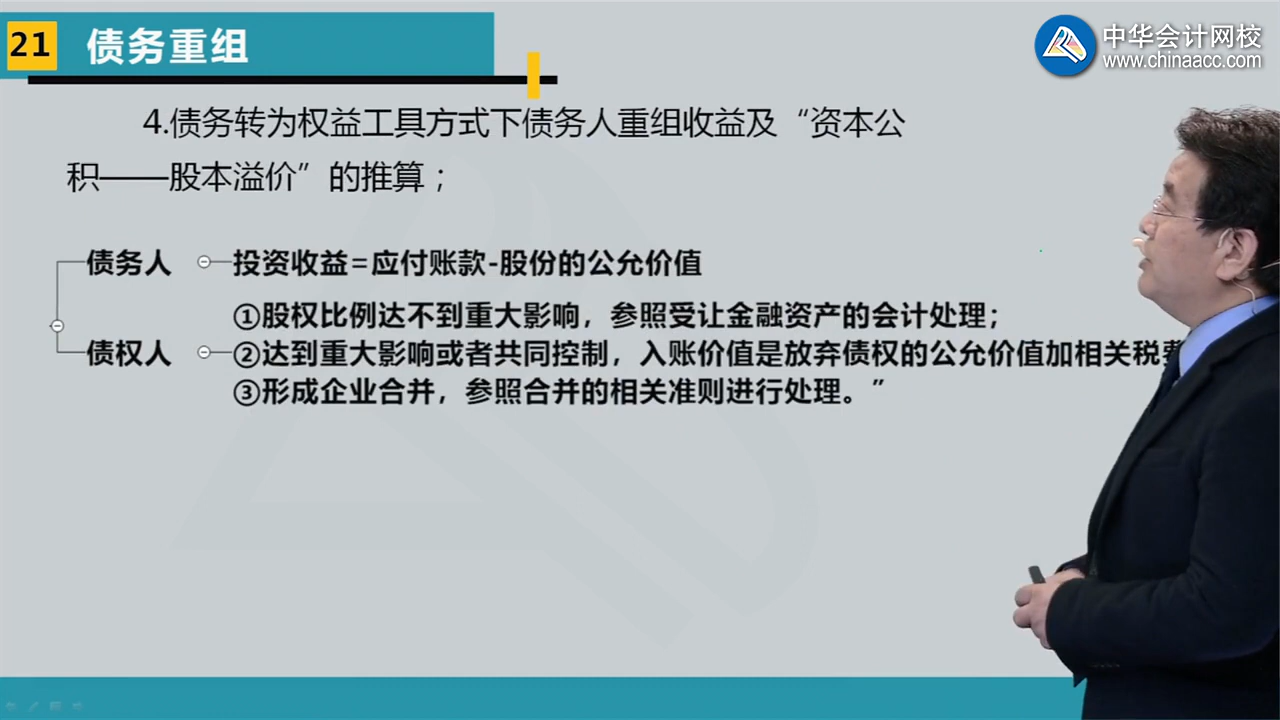 21 债务重组
中华会计网校
www.chinaacc.com
4.债务转为权益工具方式下债务人重组收益及“资本公
积——股本溢价”的推算；
债务人 投资收益=应付账款-股份的公允价值
①股权比例达不到重大影响，参照受让金融资产的会计处理；
债权人 ②达到重大影响或者共同控制，入账价值是放弃债权的公允价值加相关税费
③形成企业合并，参照合并的相关准则进行处理。”